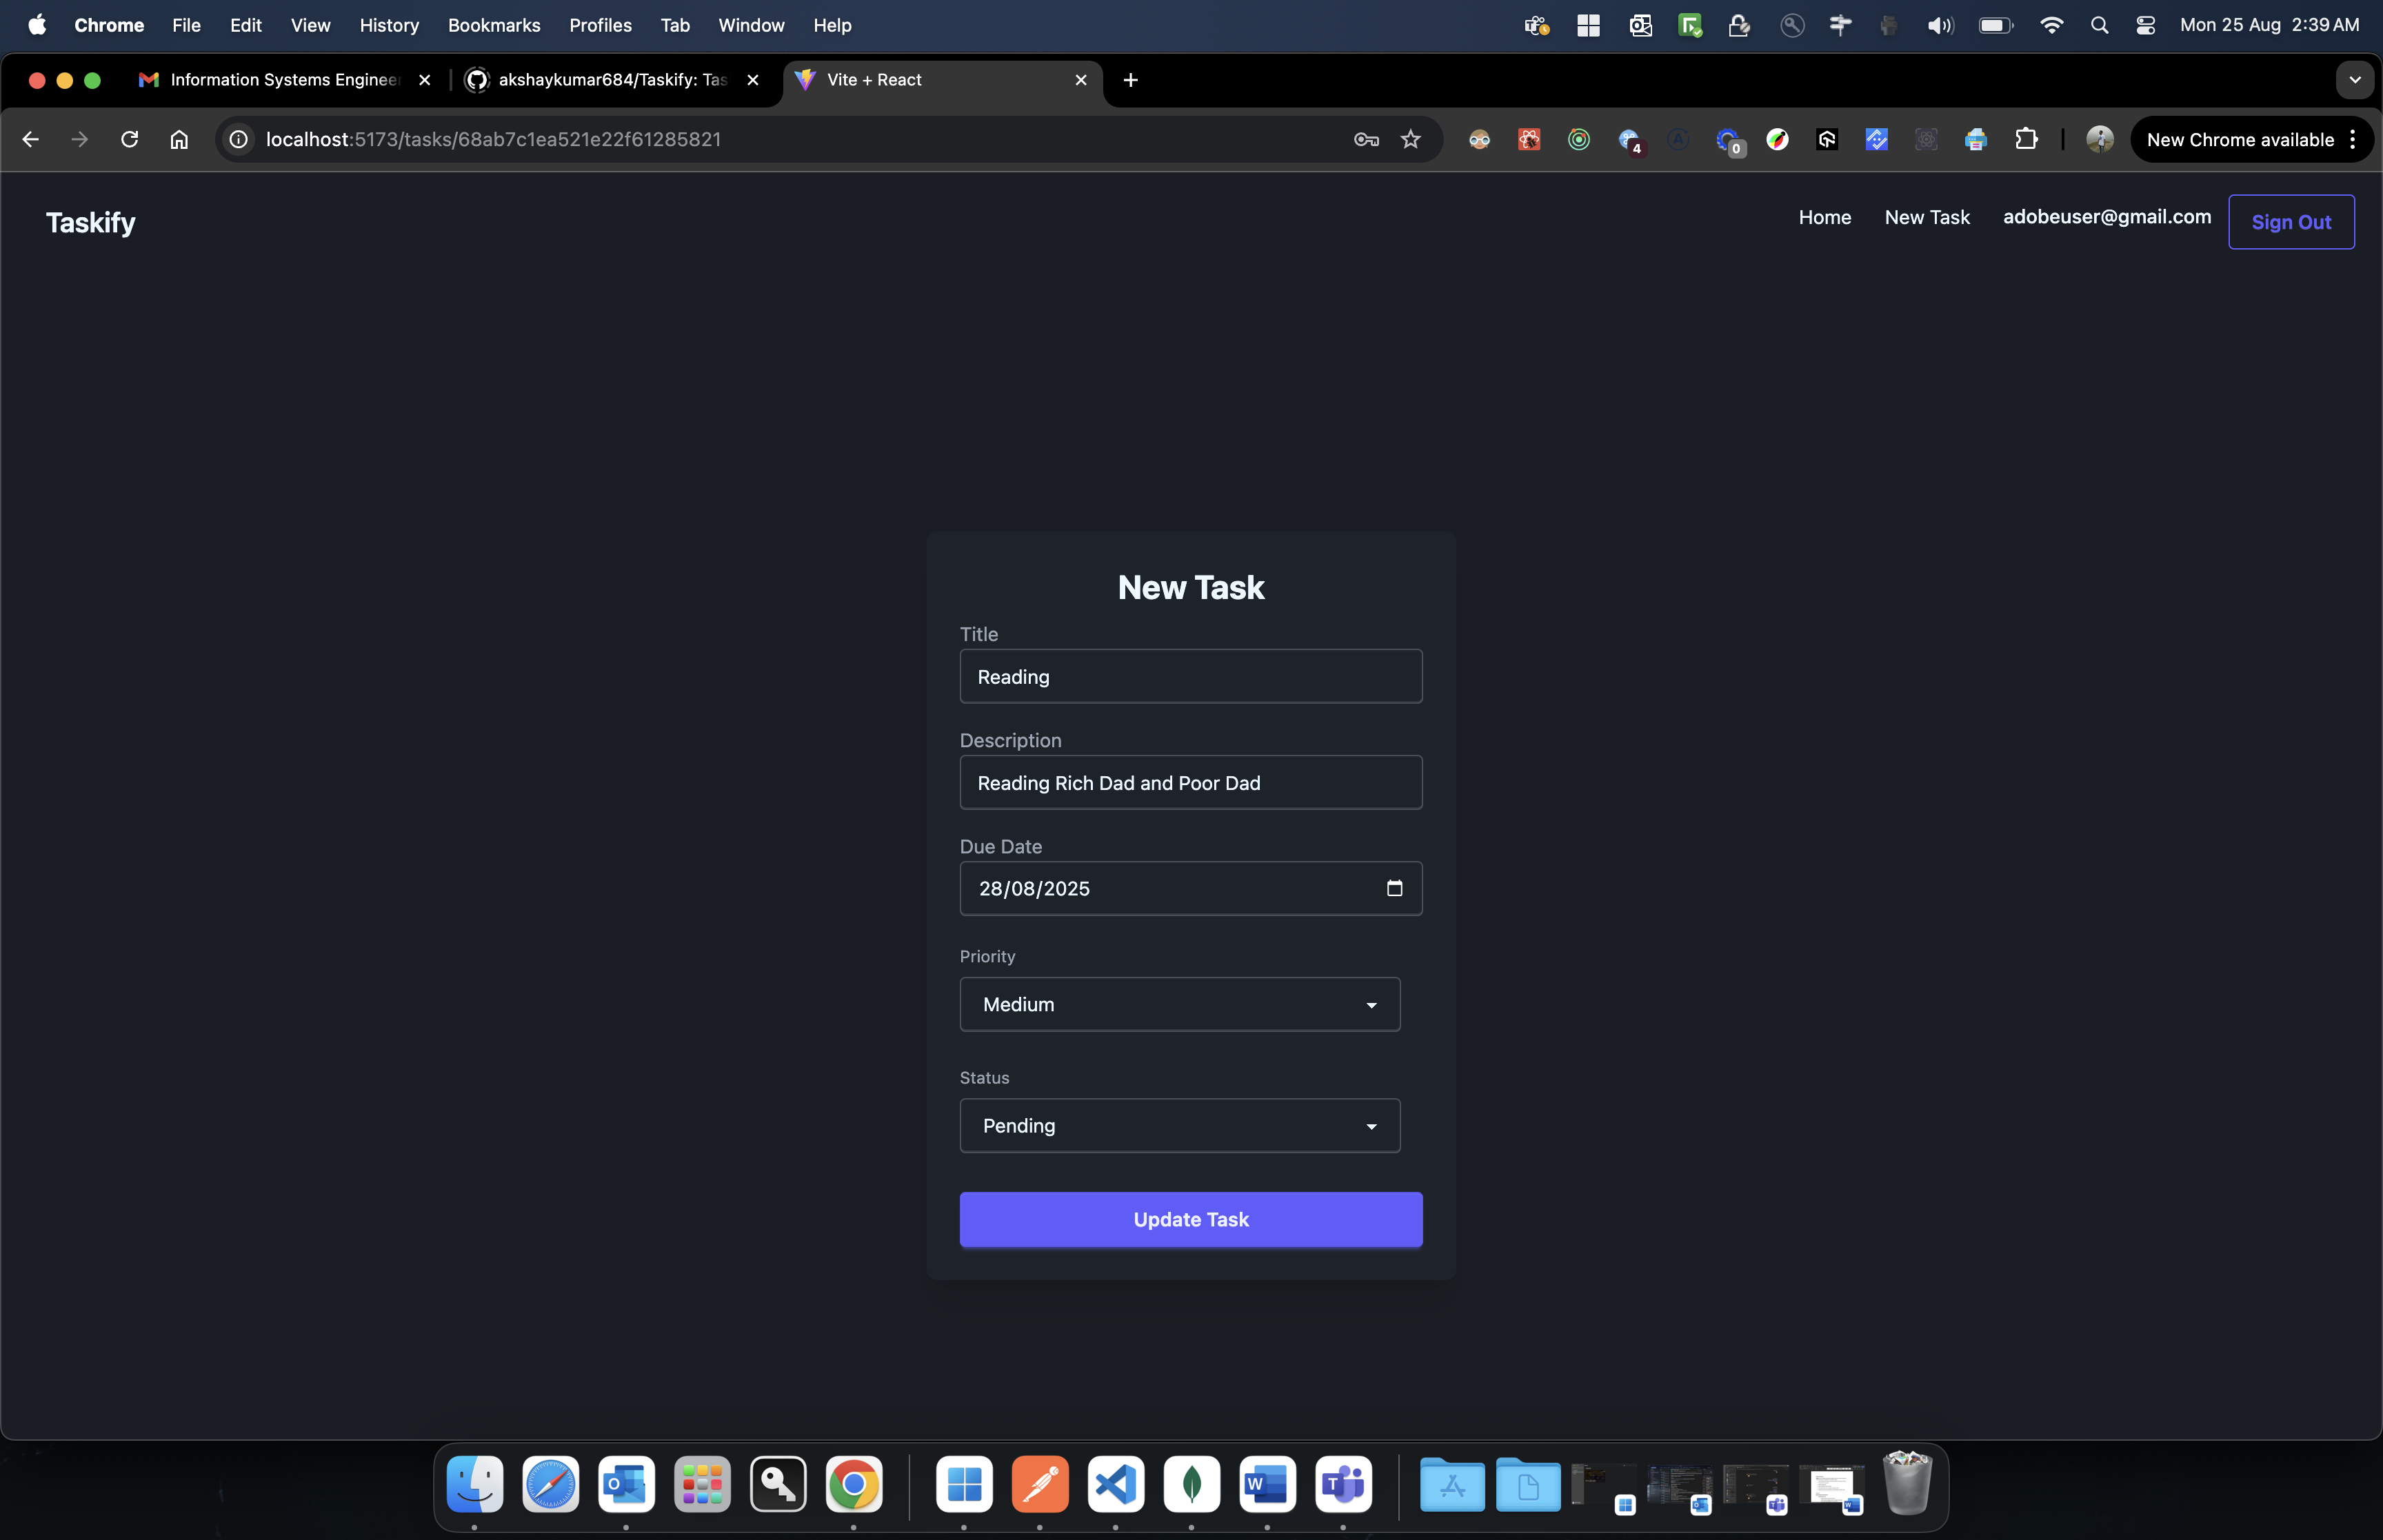 Chrome File Edit View History Bookmarks Profiles Tab Window Help Mon 25 Aug 2:39 AM
Information Systems Engineer akshaykumar684/Taskify: Tas Vite + React
localhost:5173/tasks/68ab7c1ea521e22f61285821 4 0 New Chrome available
Taskify Home New Task adobeuser@gmail.com Sign Out
New Task
Title
Reading
Description
Reading Rich Dad and Poor Dad
Due Date
28/08/2025
Priority
Medium
Status
Pending
Update Task